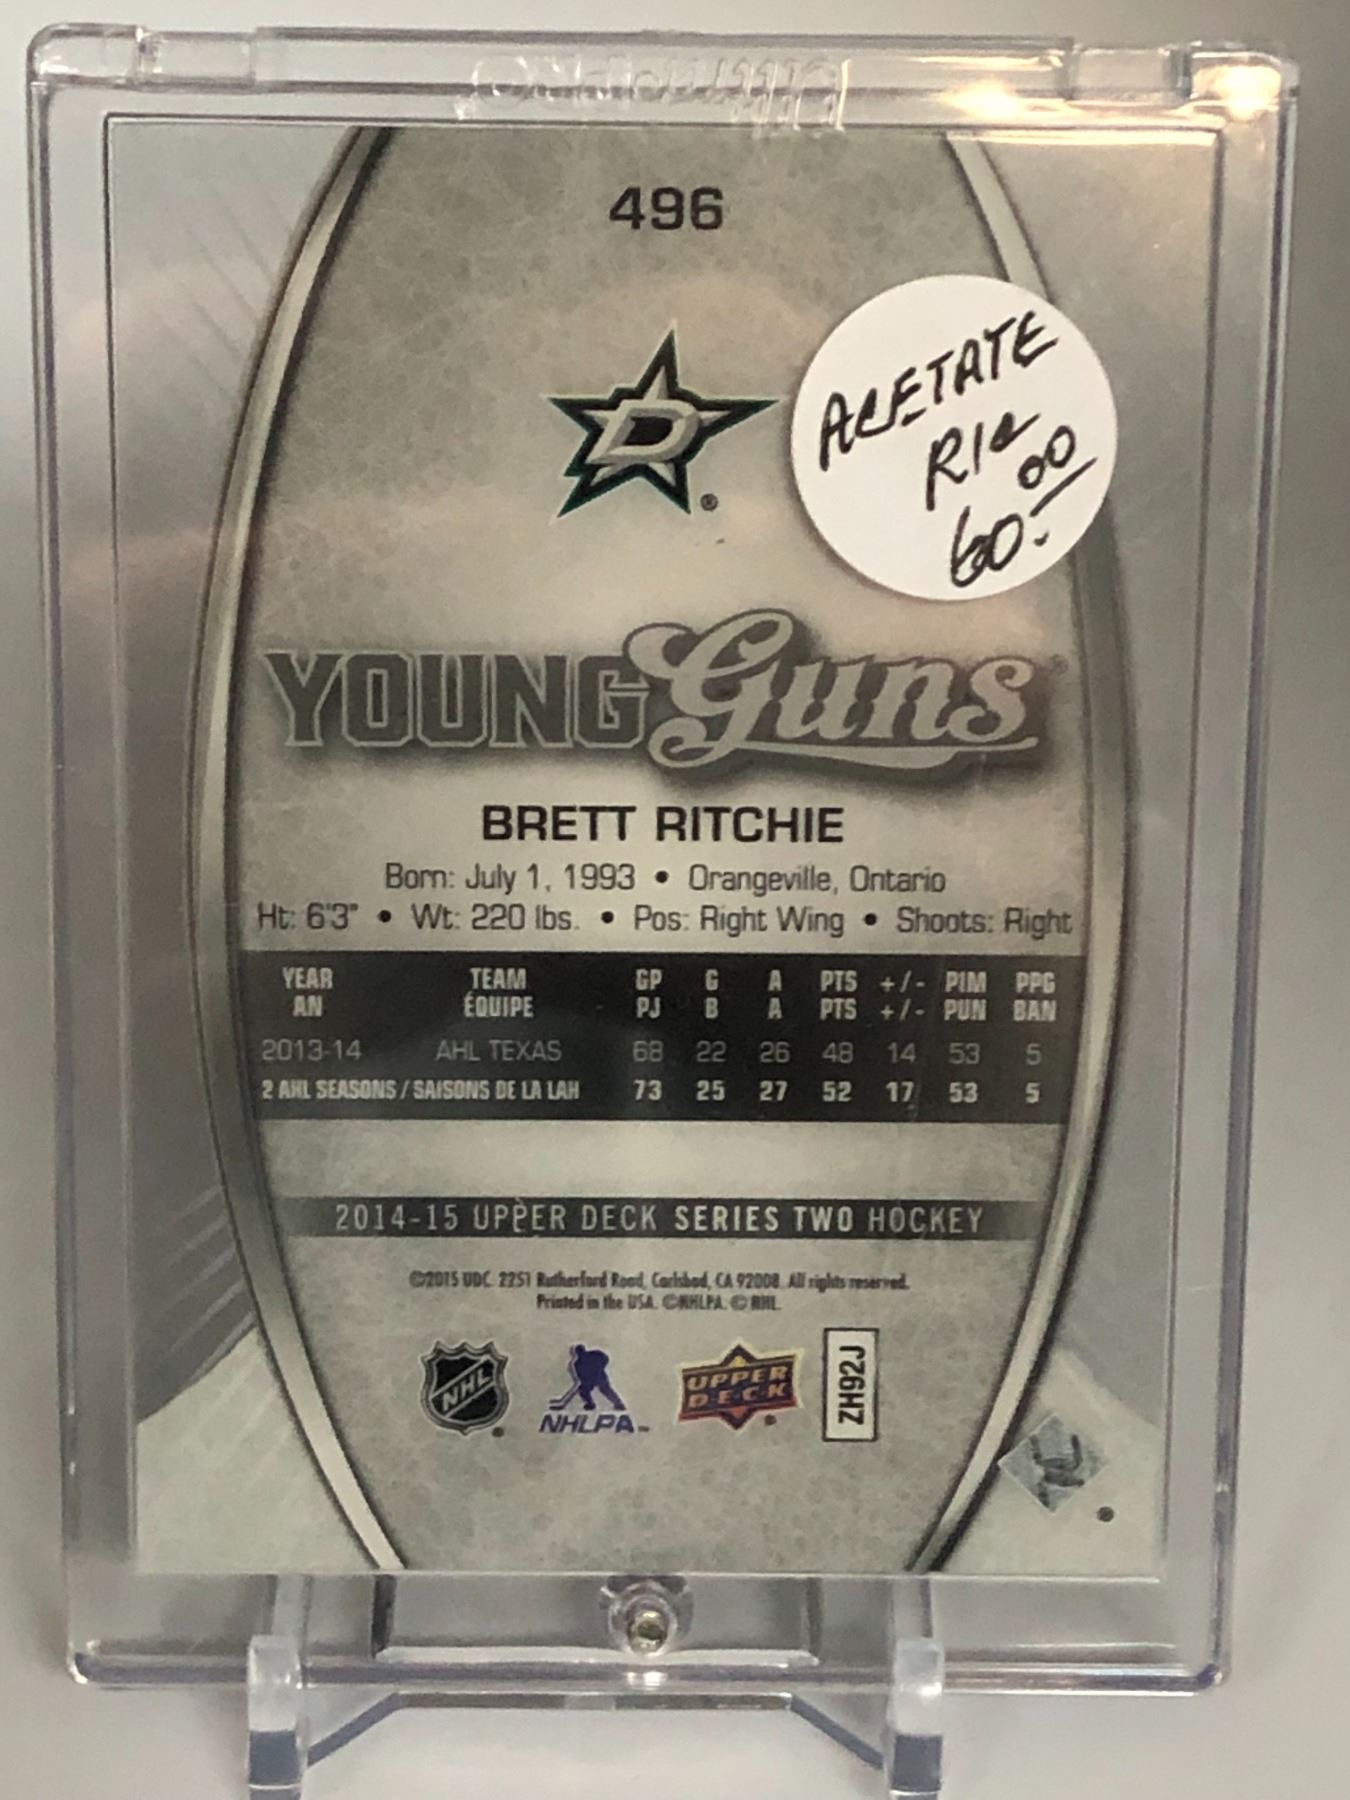 496
ACETATE
R/C
60.00
YOUNG Guns
BRETT RITCHIE
Born: July 1, 1993 • Orangeville, Ontario
Ht: 6'3" • Wt: 220 lbs. • Pos: Right Wing • Shoots: Right
YEAR TEAM GP G A PTS +/- PIM PPG
AN ÉQUIPE PJ B A PTS +/- PUN BAN
2013-14 AHL TEXAS 68 22 26 48 14 53 5
2 AHL SEASONS / SAISONS DE LA LAH 73 25 27 52 17 53 5
2014-15 UPPER DECK SERIES TWO HOCKEY
©2015 UDC. 2251 Rutherford Road, Carlsbad, CA 92008. All rights reserved.
Printed in the USA. ©NHLPA. © NHL.
NHL
NHLPA
UPPER DECK
ZH92J